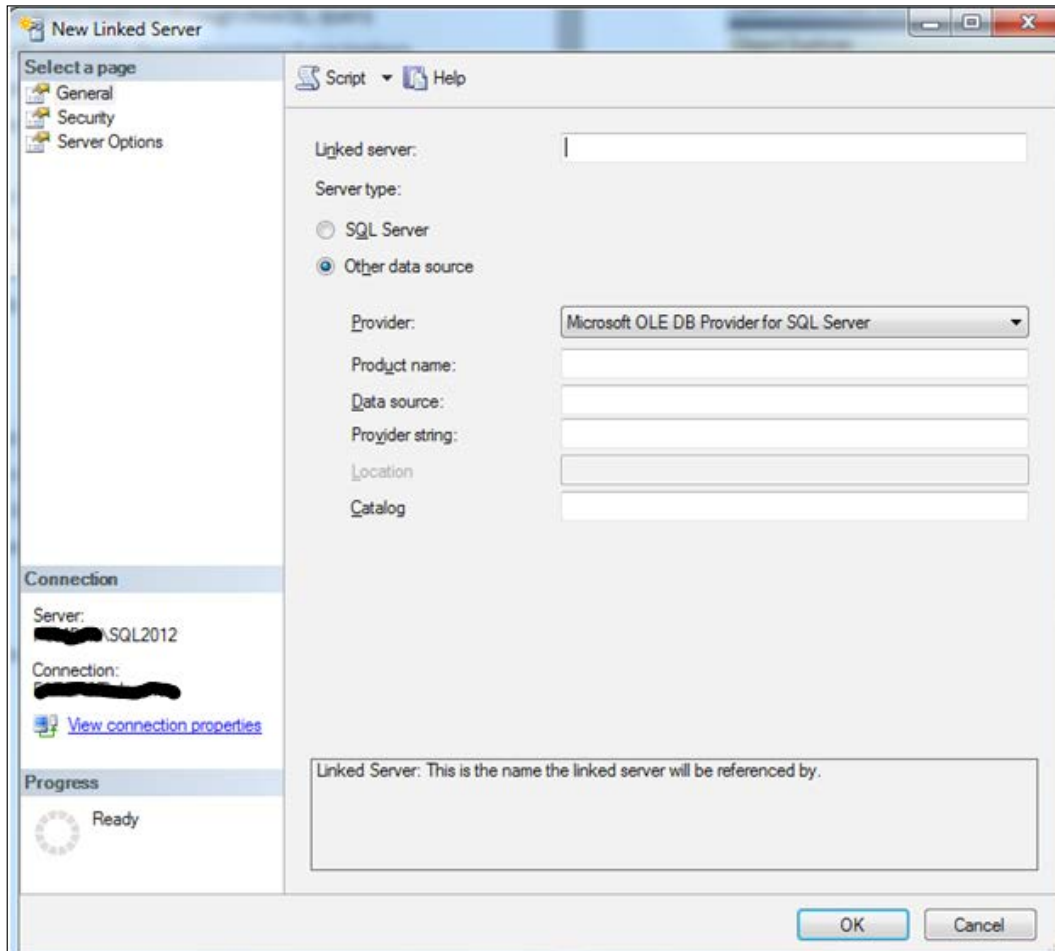 New Linked Server
Select a page
General
Security
Server Options
Script Help
Linked server:
Server type:
SQL Server
Other data source
Provider: Microsoft OLE DB Provider for SQL Server
Product name:
Data source:
Provider string:
Location
Catalog
Connection
Server:
\SQL2012
Connection:
View connection properties
Progress
Ready
Linked Server: This is the name the linked server will be referenced by.
OK Cancel